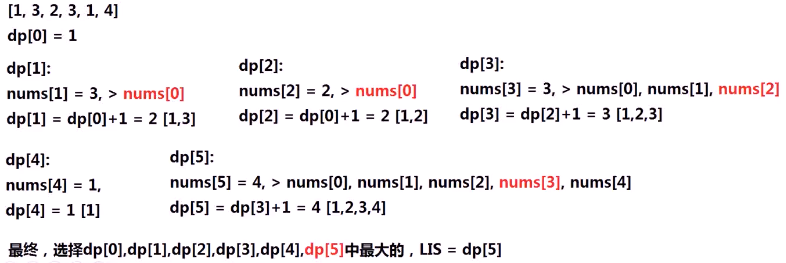 [1, 3, 2, 3, 1, 4]
dp[0] = 1
dp[1]:
nums[1] = 3, > nums[0]
dp[1] = dp[0]+1 = 2 [1,3]
dp[2]:
nums[2] = 2, > nums[0]
dp[2] = dp[0]+1 = 2 [1,2]
dp[3]:
nums[3] = 3, > nums[0], nums[1], nums[2]
dp[3] = dp[2]+1 = 3 [1,2,3]
dp[4]:
nums[4] = 1,
dp[4] = 1 [1]
dp[5]:
nums[5] = 4, > nums[0], nums[1], nums[2], nums[3], nums[4]
dp[5] = dp[3]+1 = 4 [1,2,3,4]
最终，选择dp[0],dp[1],dp[2],dp[3],dp[4],dp[5]中最大的，LIS = dp[5]